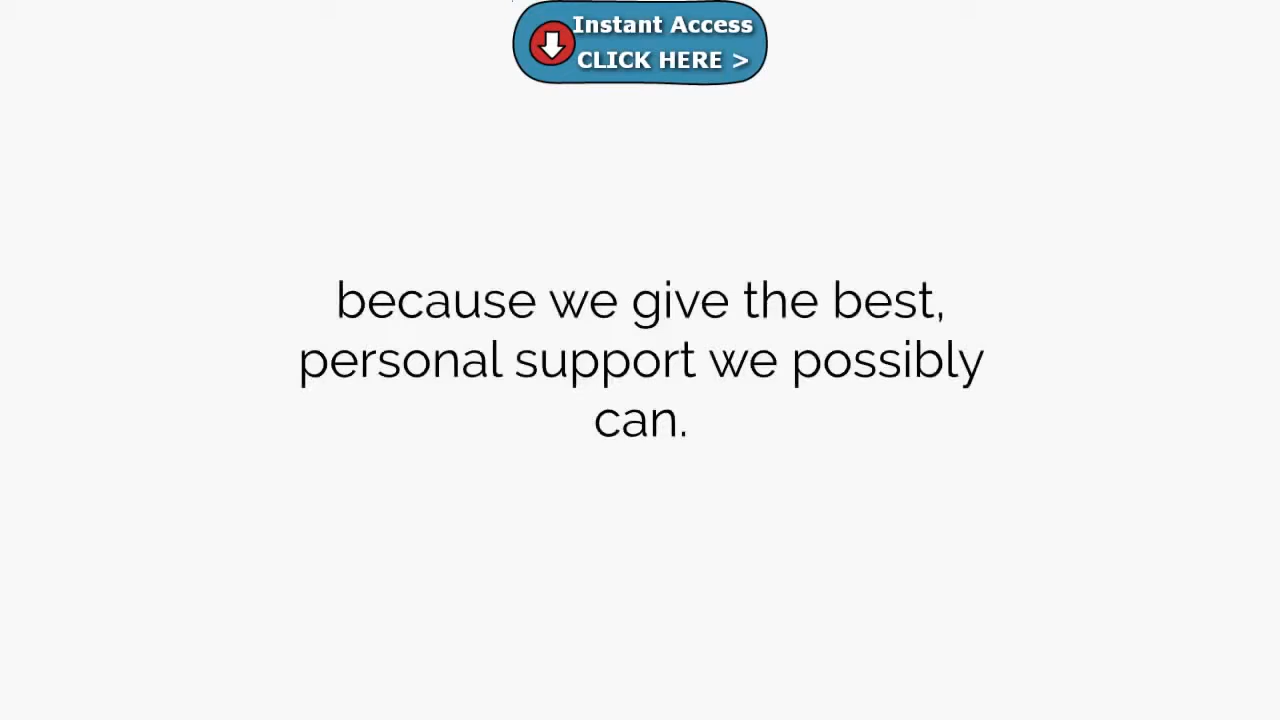 Instant Access
CLICK HERE >
because we give the best,
personal support we possibly
can.